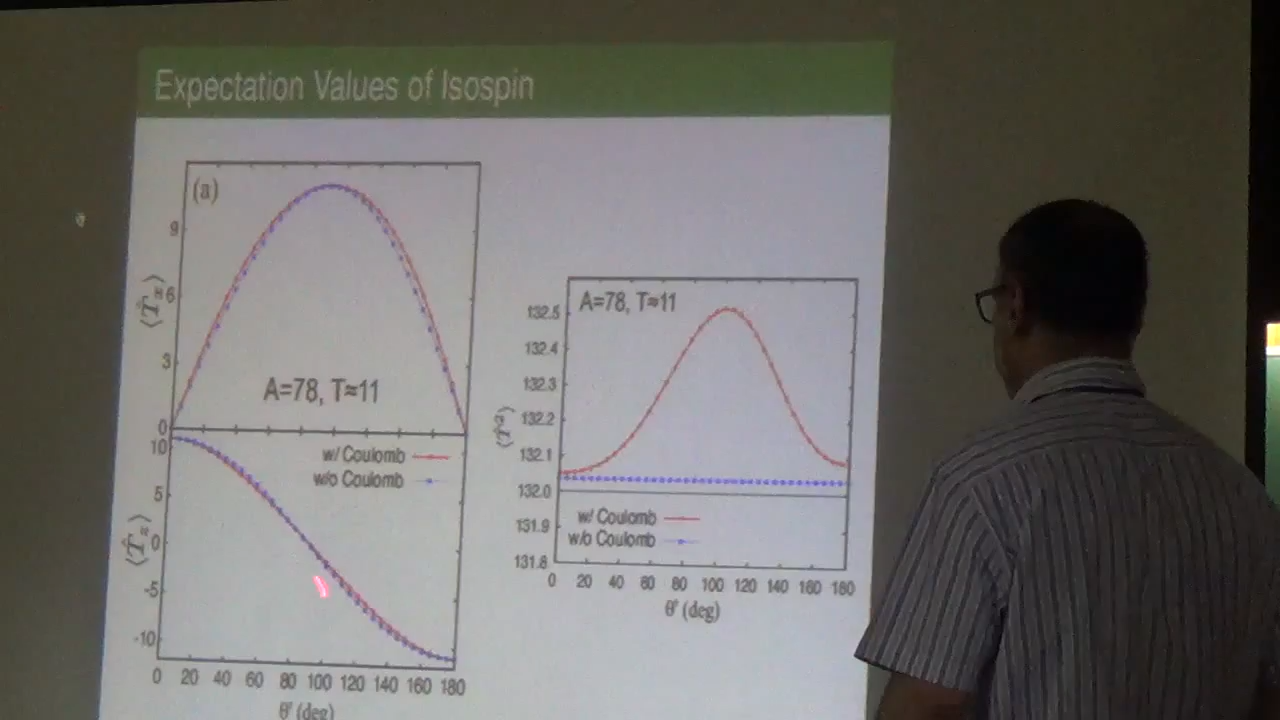 Expectation Values of Isospin
(a)
9
6
3
0
⟨T̂x⟩
A=78, T≈11
10
5
0
-5
-10
⟨T̂z⟩
w/ Coulomb
w/o Coulomb
0 20 40 60 80 100 120 140 160 180
θ' (deg)
A=78, T≈11
132.5
132.4
132.3
132.2
132.1
132.0
131.9
131.8
⟨T̂²⟩
w/ Coulomb
w/o Coulomb
0 20 40 60 80 100 120 140 160 180
θ' (deg)